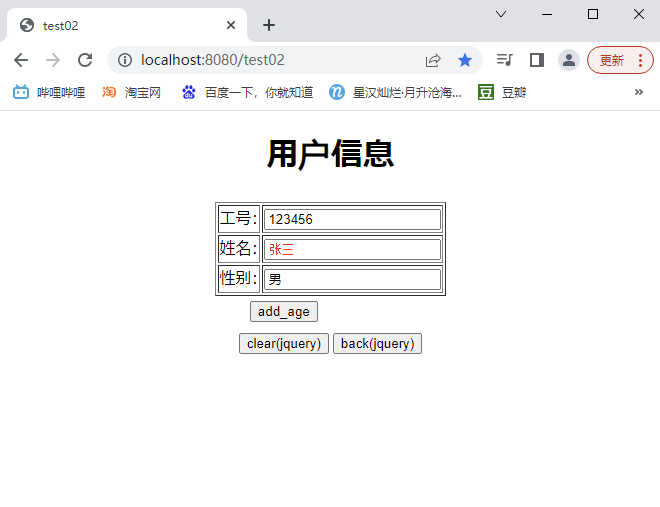 test02
localhost:8080/test02
更新
哔哩哔哩 淘 淘宝网 百度一下，你就知道 n 星汉灿烂·月升沧海... 豆 豆瓣 »
用户信息
工号： 123456
姓名： 张三
性别： 男
add_age
clear(jquery) back(jquery)